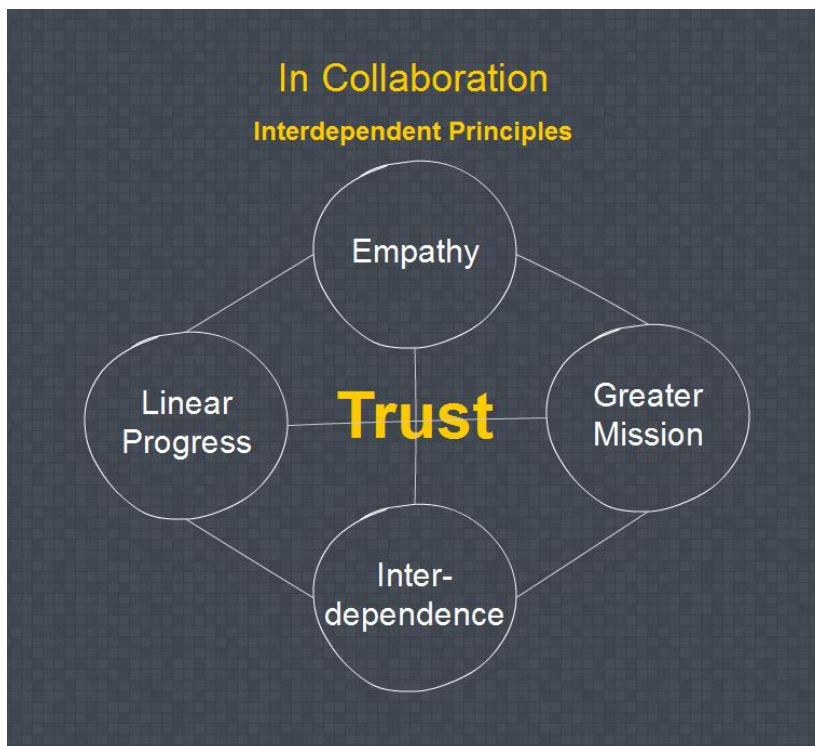 In Collaboration
Interdependent Principles
Empathy
Linear
Progress
Trust
Greater
Mission
Inter-
dependence